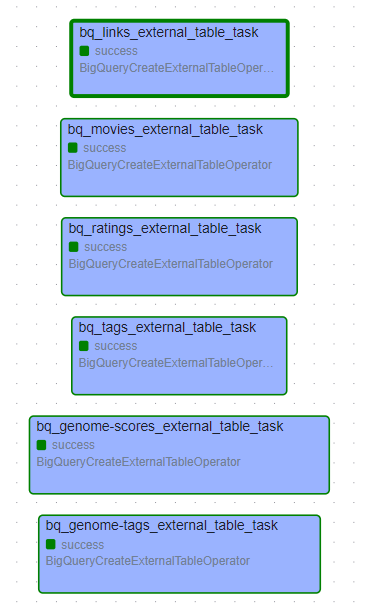 bq_links_external_table_task
success
BigQueryCreateExternalTableOper...
bq_movies_external_table_task
success
BigQueryCreateExternalTableOperator
bq_ratings_external_table_task
success
BigQueryCreateExternalTableOperator
bq_tags_external_table_task
success
BigQueryCreateExternalTableOper...
bq_genome-scores_external_table_task
success
BigQueryCreateExternalTableOperator
bq_genome-tags_external_table_task
success
BigQueryCreateExternalTableOperator